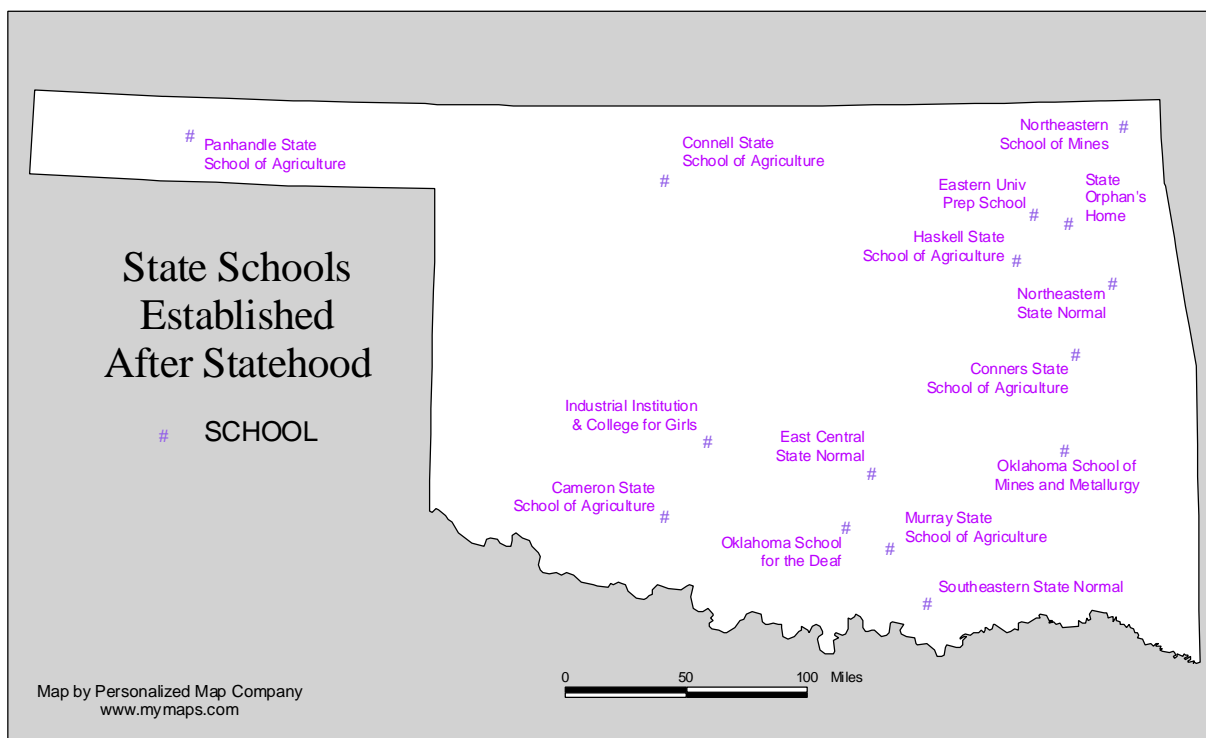 Panhandle State
School of Agriculture
#
Connell State
School of Agriculture
#
Northeastern
School of Mines
#
Eastern Univ
Prep School
#
State
Orphan's
Home
#
Haskell State
School of Agriculture
#
Northeastern
State Normal
#
State Schools
Established
After Statehood
# SCHOOL
Conners State
School of Agriculture
#
Industrial Institution
& College for Girls
#
East Central
State Normal
#
#
Oklahoma School of
Mines and Metallurgy
Cameron State
School of Agriculture
#
Oklahoma School
for the Deaf
#
Murray State
School of Agriculture
#
Southeastern State Normal
#
0 50 100 Miles
Map by Personalized Map Company
www.mymaps.com